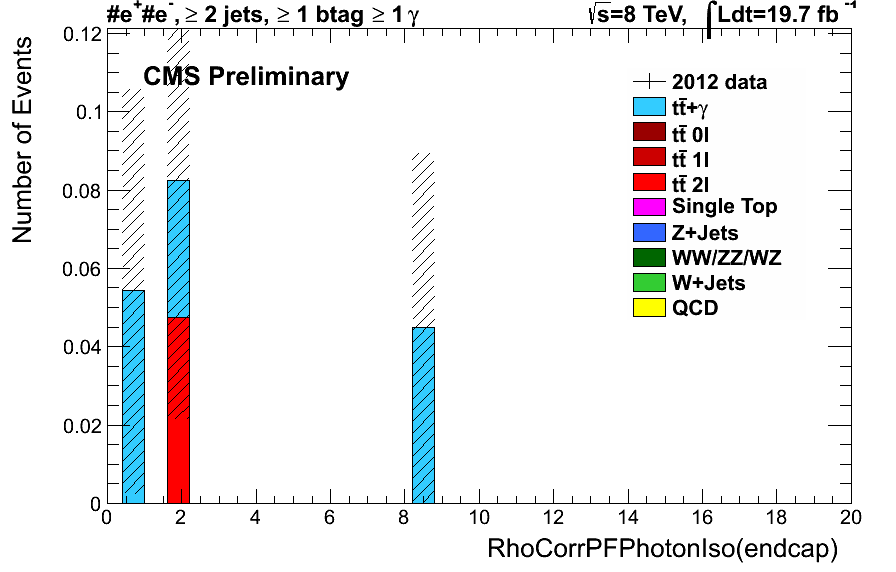 #e+#e-, ≥ 2 jets, ≥ 1 btag ≥ 1 γ
√s=8 TeV, ∫Ldt=19.7 fb-1
CMS Preliminary
2012 data
tt̄+γ
tt̄ 0l
tt̄ 1l
tt̄ 2l
Single Top
Z+Jets
WW/ZZ/WZ
W+Jets
QCD
Number of Events
0.12
0.1
0.08
0.06
0.04
0.02
0
0 2 4 6 8 10 12 14 16 18 20
RhoCorrPFPhotonIso(endcap)